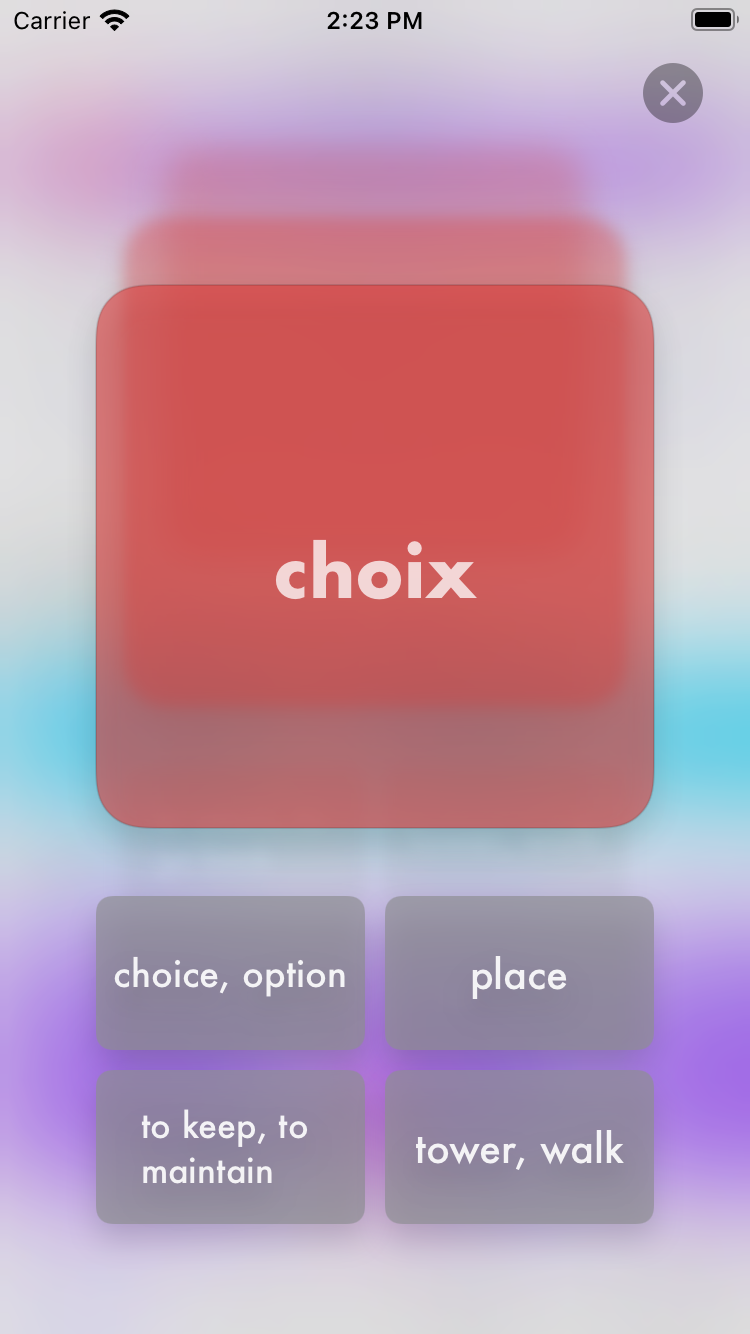 Carrier
2:23 PM
choix
choice, option
place
to keep, to
maintain
tower, walk